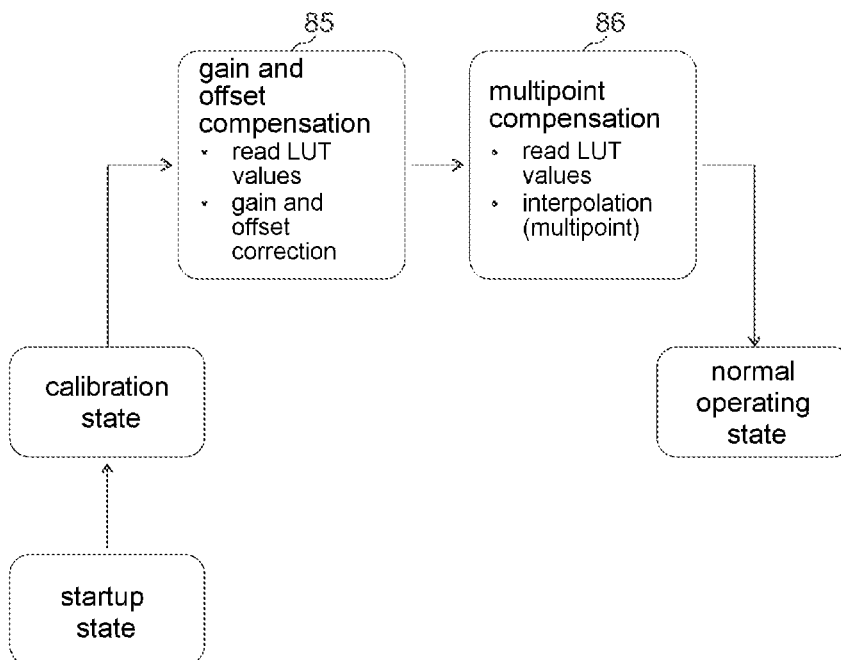 85
gain and
offset
compensation
• read LUT
values
• gain and
offset
correction
86
multipoint
compensation
• read LUT
values
• interpolation
(multipoint)
calibration
state
normal
operating
state
startup
state